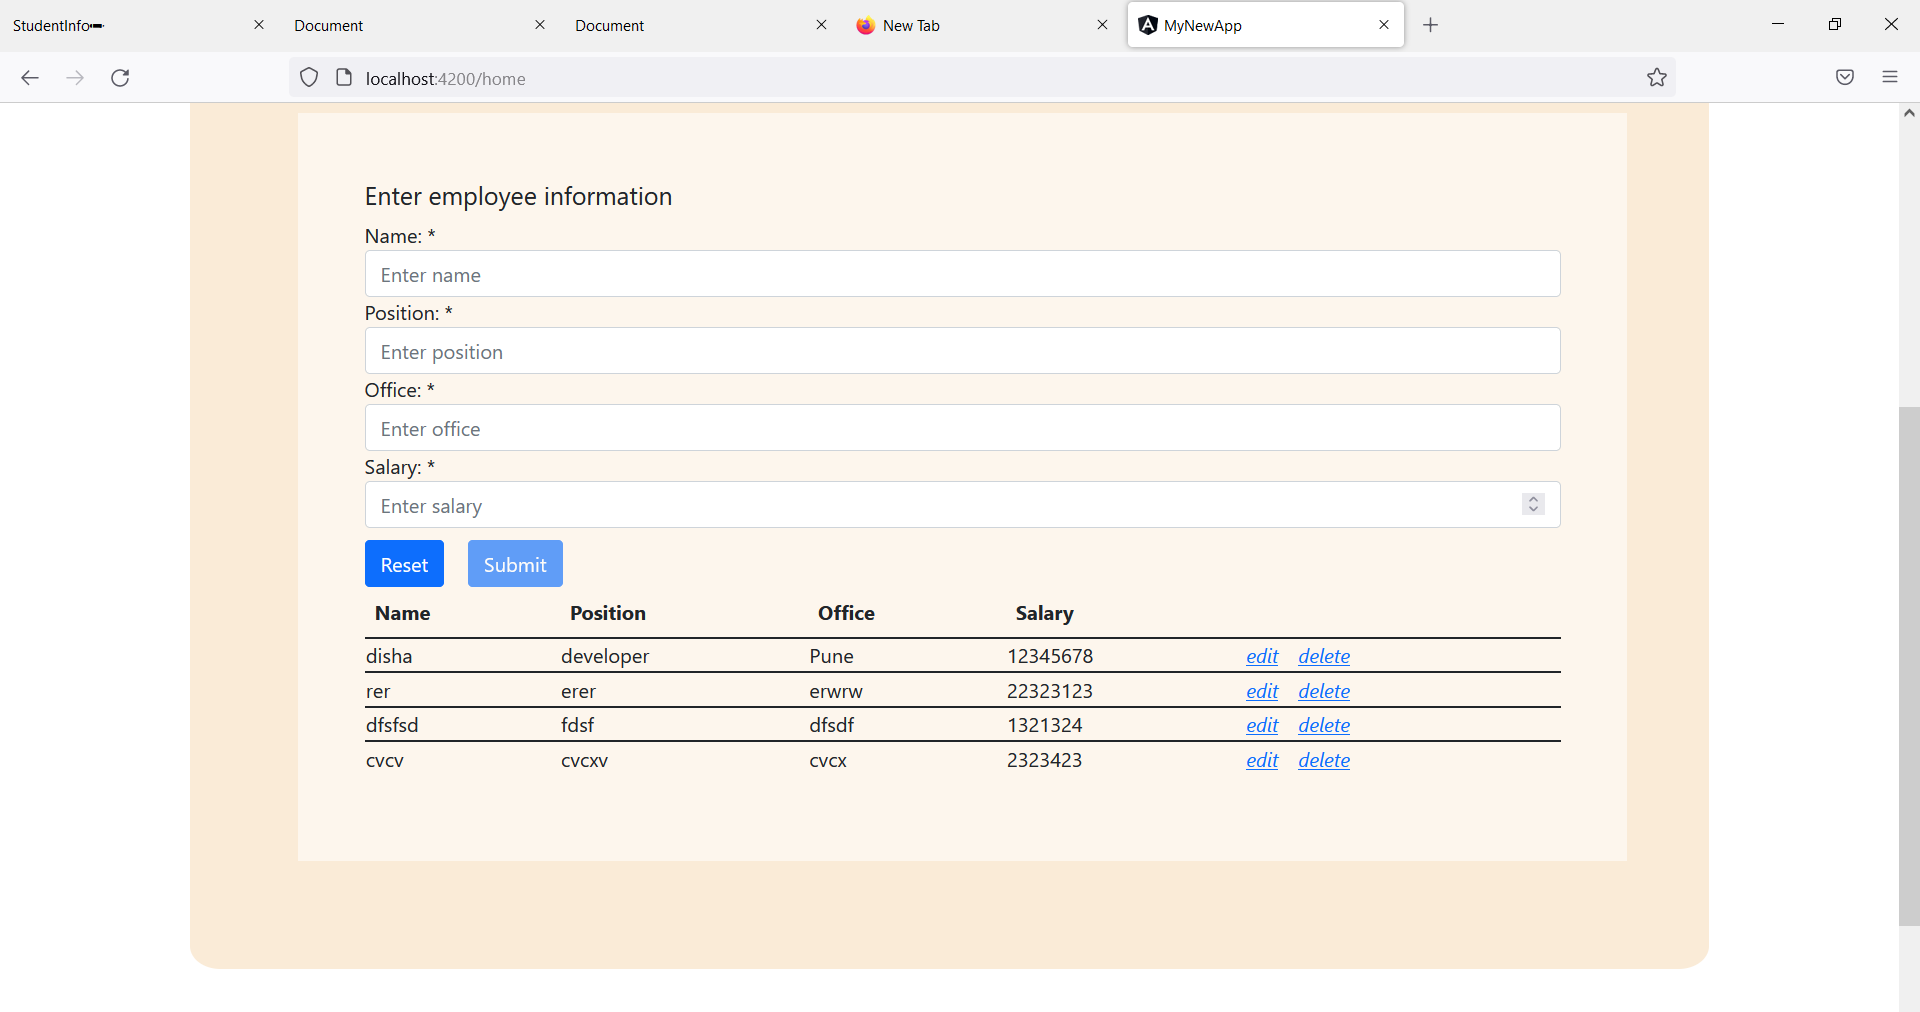 StudentInfo Document Document New Tab MyNewApp
localhost:4200/home
Enter employee information
Name: *
Enter name
Position: *
Enter position
Office: *
Enter office
Salary: *
Enter salary
Reset Submit
Name Position Office Salary
disha developer Pune 12345678 edit delete
rer erer erwrw 22323123 edit delete
dfsfsd fdsf dfsdf 1321324 edit delete
cvcv cvcxv cvcx 2323423 edit delete